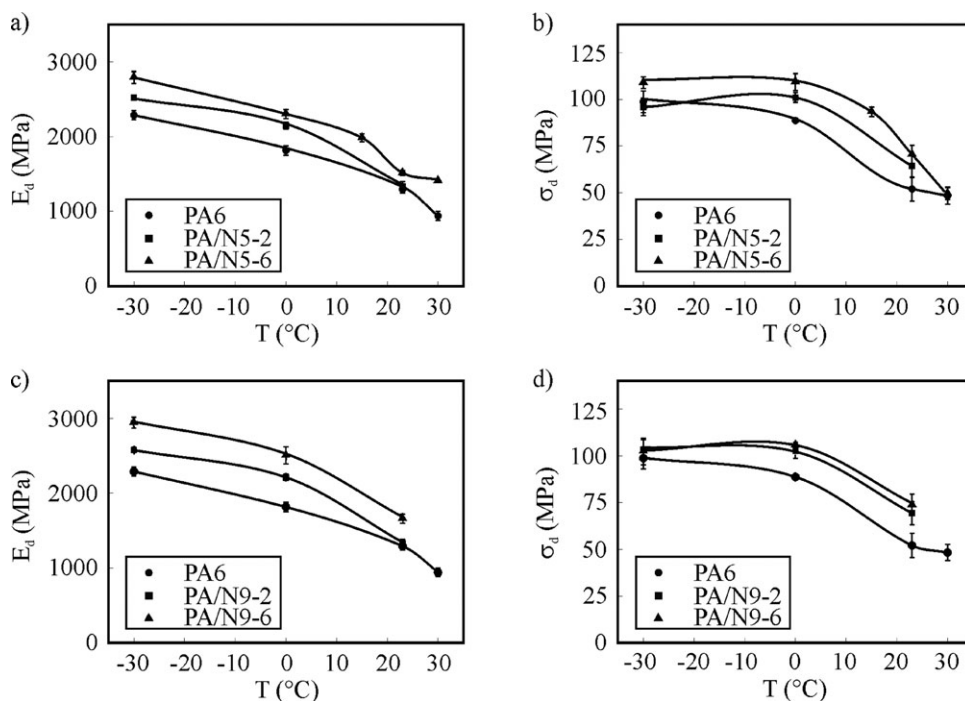 a)
E_d (MPa)
3000
2000
1000
0
PA6
PA/N5-2
PA/N5-6
-30 -20 -10 0 10 20 30
T (°C)
b)
σ_d (MPa)
125
100
75
50
25
0
PA6
PA/N5-2
PA/N5-6
-30 -20 -10 0 10 20 30
T (°C)
c)
E_d (MPa)
3000
2000
1000
0
PA6
PA/N9-2
PA/N9-6
-30 -20 -10 0 10 20 30
T (°C)
d)
σ_d (MPa)
125
100
75
50
25
0
PA6
PA/N9-2
PA/N9-6
-30 -20 -10 0 10 20 30
T (°C)